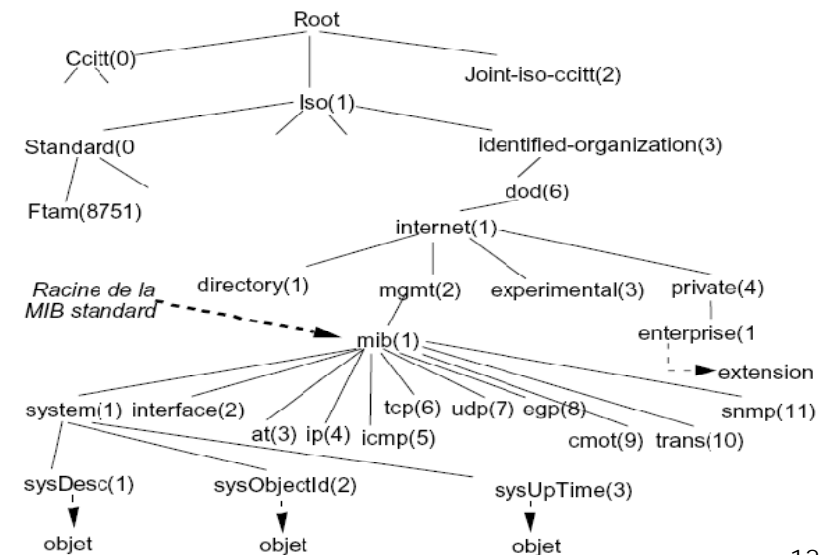 Root
Ccitt(0)
Joint-iso-ccitt(2)
Iso(1)
Standard(0
Identified-organization(3)
Ftam(8751)
dod(6)
internet(1)
directory(1)
mgmt(2)
experimental(3)
private(4)
Racine de la
MIB standard
mib(1)
enterprise(1
extension
system(1) interface(2)
at(3) ip(4) icmp(5)
tcp(6) udp(7) egp(8)
cmot(9) trans(10)
snmp(11)
sysDesc(1)
sysObjectId(2)
sysUpTime(3)
objet
objet
objet